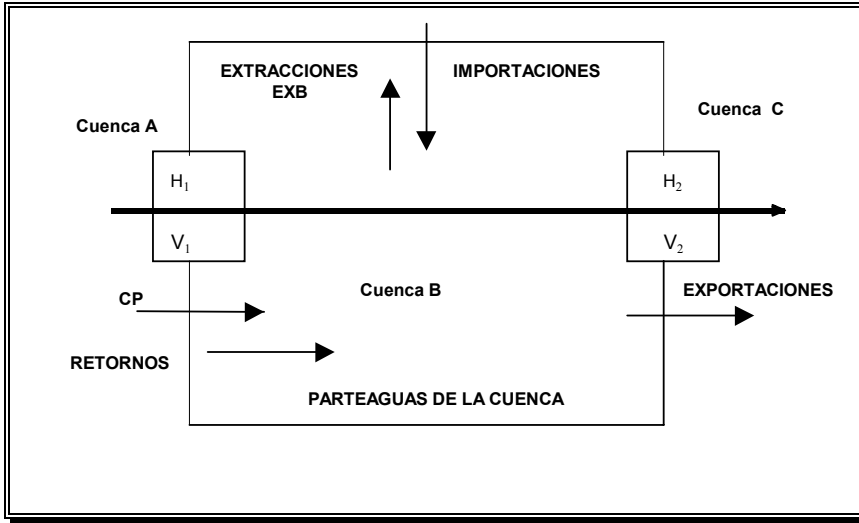 EXTRACCIONES
EXB
IMPORTACIONES
Cuenca A
Cuenca C
H₁
H₂
V₁
V₂
CP
Cuenca B
EXPORTACIONES
RETORNOS
PARTEAGUAS DE LA CUENCA